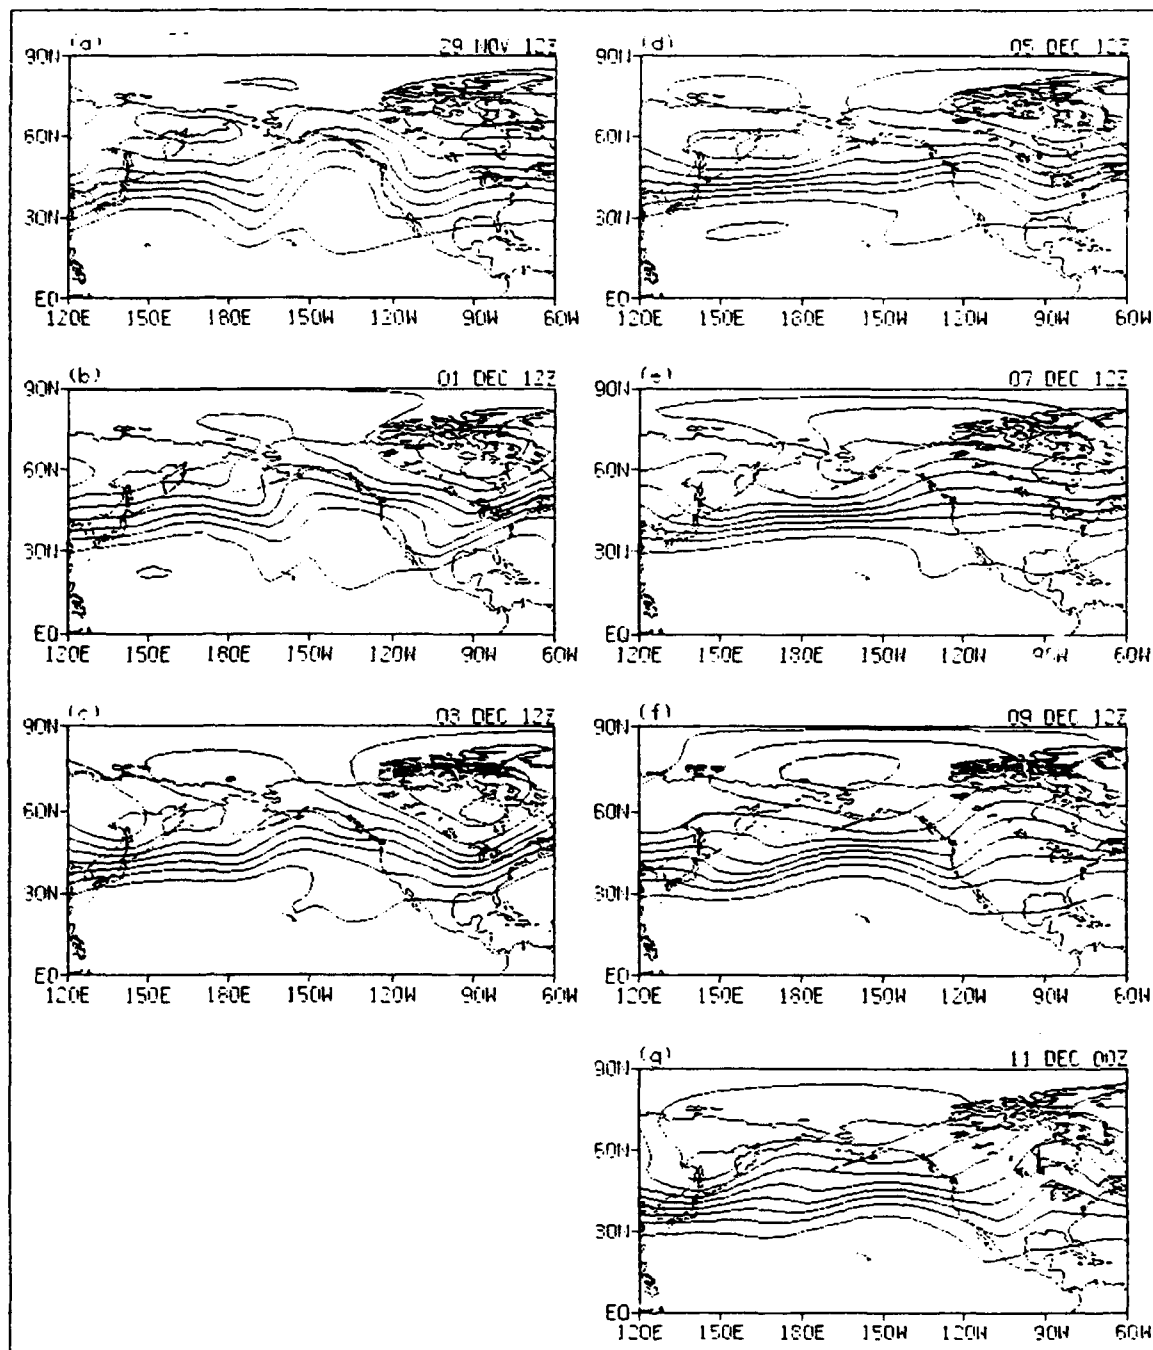 (a) 29 NOV 12Z
90N
60N
30N
EQ
120E 150E 180E 150W 120W 90W 60W
(b) 01 DEC 12Z
90N
60N
30N
EQ
120E 150E 180E 150W 120W 90W 60W
(c) 03 DEC 12Z
90N
60N
30N
EQ
120E 150E 180E 150W 120W 90W 60W
(d) 05 DEC 12Z
90N
60N
30N
EQ
120E 150E 180E 150W 120W 90W 60W
(e) 07 DEC 12Z
90N
60N
30N
EQ
120E 150E 180E 150W 120W 90W 60W
(f) 09 DEC 12Z
90N
60N
30N
EQ
120E 150E 180E 150W 120W 90W 60W
(g) 11 DEC 00Z
90N
60N
30N
EQ
120E 150E 180E 150W 120W 90W 60W